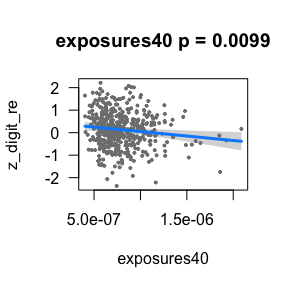 exposures40 p = 0.0099
z_digit_re
2
1
0
-1
-2
5.0e-07 1.5e-06
exposures40